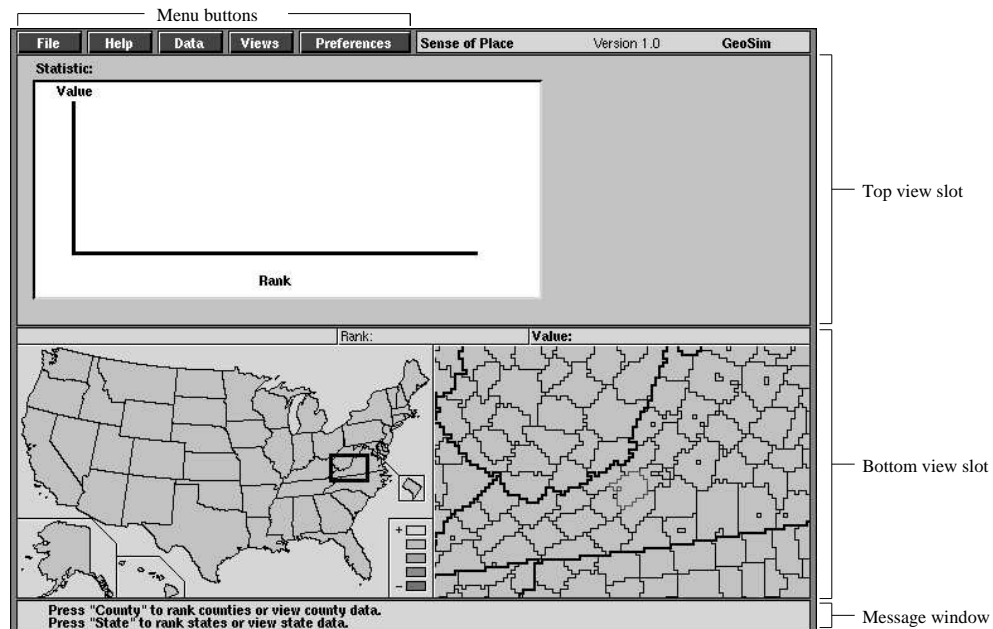 Menu buttons
File Help Data Views Preferences Sense of Place Version 1.0 GeoSim
Statistic:
Value
Rank
Top view slot
Rank: Value:
+
−
Bottom view slot
Press "County" to rank counties or view county data.
Press "State" to rank states or view state data.
Message window